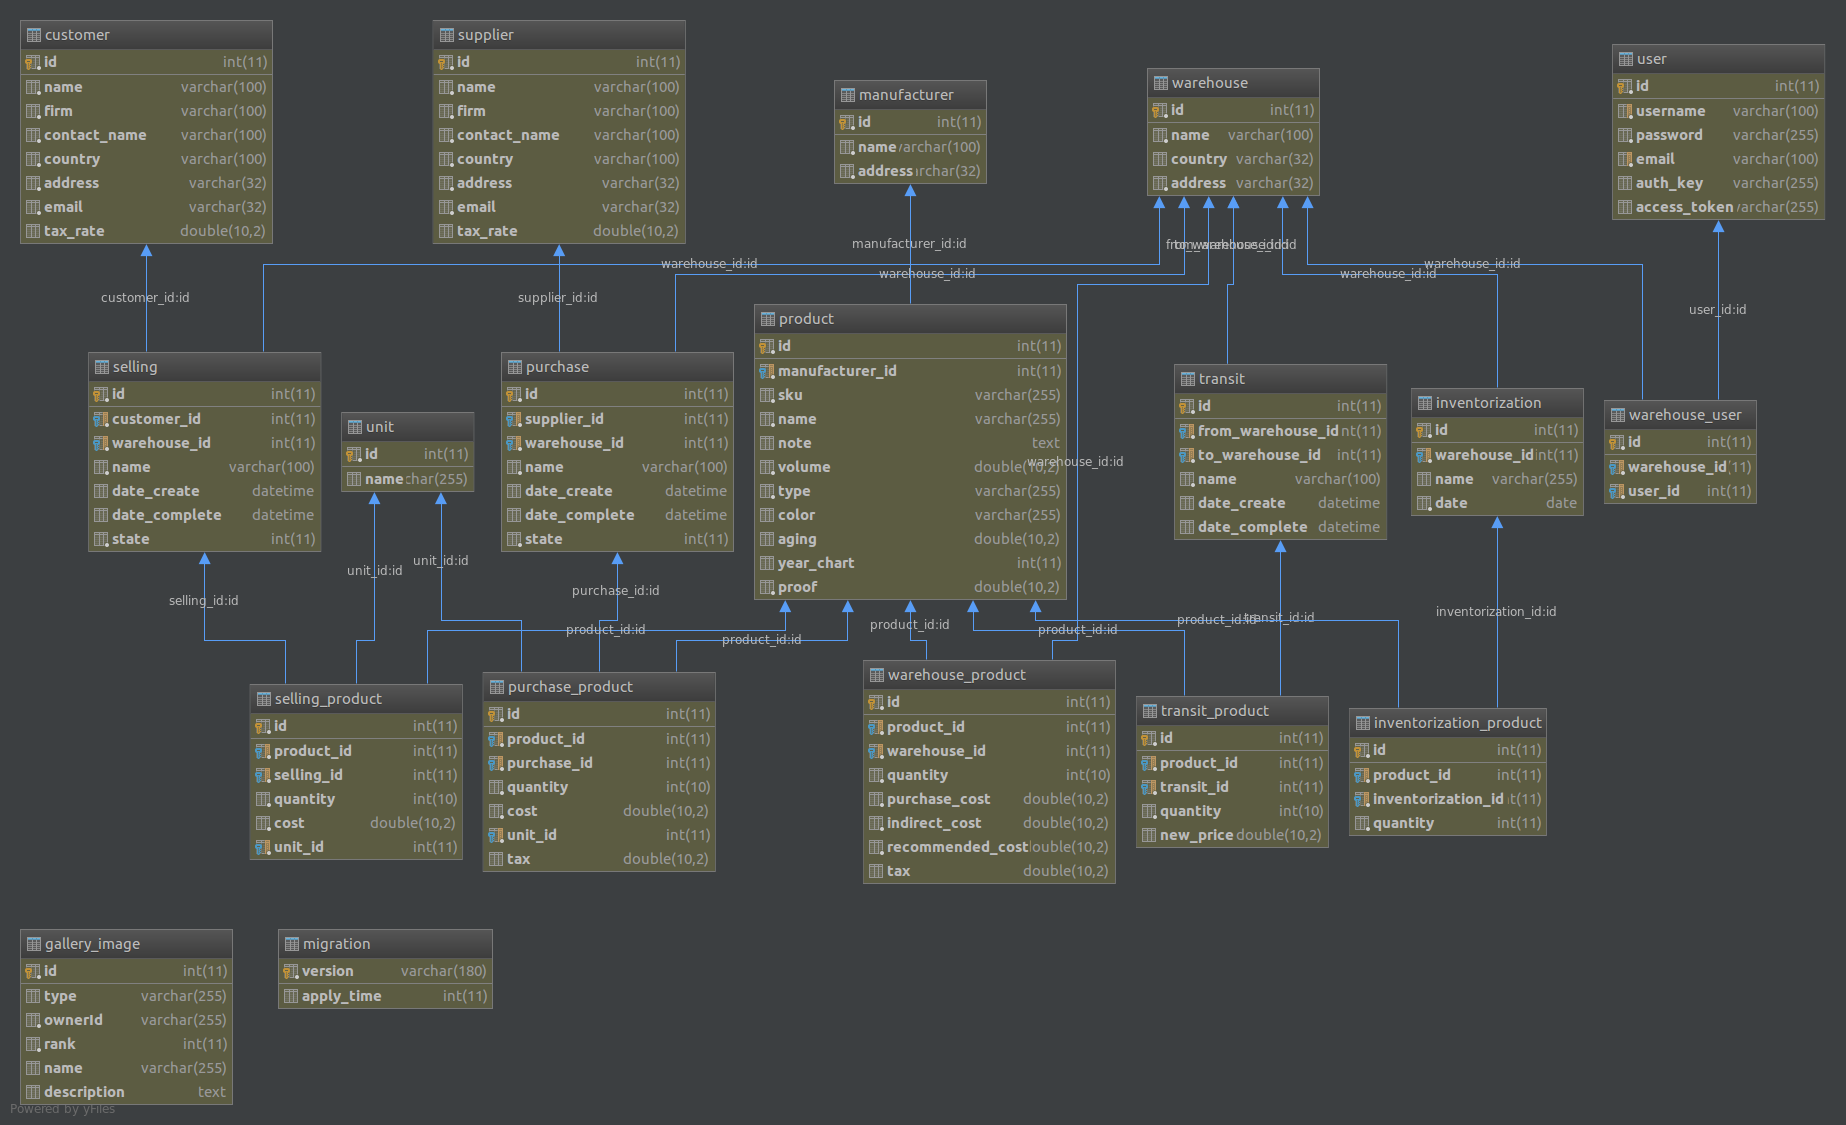 customer
id int(11)
name varchar(100)
firm varchar(100)
contact_name varchar(100)
country varchar(100)
address varchar(32)
email varchar(32)
tax_rate double(10,2)
supplier
id int(11)
name varchar(100)
firm varchar(100)
contact_name varchar(100)
country varchar(100)
address varchar(32)
email varchar(32)
tax_rate double(10,2)
manufacturer
id int(11)
name varchar(100)
address rchar(32)
warehouse
id int(11)
name varchar(100)
country varchar(32)
address varchar(32)
user
id int(11)
username varchar(100)
password varchar(255)
email varchar(100)
auth_key varchar(255)
access_token varchar(255)
manufacturer_id:id
warehouse_id:id
warehouse_id:id
warehouse_id:id
warehouse_id:id
customer_id:id
supplier_id:id
user_id:id
selling
id int(11)
customer_id int(11)
warehouse_id int(11)
name varchar(100)
date_create datetime
date_complete datetime
state int(11)
unit
id int(11)
name char(255)
purchase
id int(11)
supplier_id int(11)
warehouse_id int(11)
name varchar(100)
date_create datetime
date_complete datetime
state int(11)
product
id int(11)
manufacturer_id int(11)
sku varchar(255)
name varchar(255)
note text
volume double(10,2)
type varchar(255)
color varchar(255)
aging double(10,2)
year_chart int(11)
proof double(10,2)
warehouse_id:id
transit
id int(11)
from_warehouse_id nt(11)
to_warehouse_id int(11)
name varchar(100)
date_create datetime
date_complete datetime
inventorization
id int(11)
warehouse_id int(11)
name varchar(255)
date date
warehouse_user
id int(11)
warehouse_id (11)
user_id int(11)
unit_id:id
unit_id:id
selling_id:id
purchase_id:id
product_id:id
product_id:id
product_id:id
product_id:id
product_id:id
transit_id:id
inventorization_id:id
selling_product
id int(11)
product_id int(11)
selling_id int(11)
quantity int(10)
cost double(10,2)
unit_id int(11)
purchase_product
id int(11)
product_id int(11)
purchase_id int(11)
quantity int(10)
cost double(10,2)
unit_id int(11)
tax double(10,2)
warehouse_product
id int(11)
product_id int(11)
warehouse_id int(11)
quantity int(10)
purchase_cost double(10,2)
indirect_cost double(10,2)
recommended_cost double(10,2)
tax double(10,2)
transit_product
id int(11)
product_id int(11)
transit_id int(11)
quantity int(10)
new_price double(10,2)
inventorization_product
id int(11)
product_id int(11)
inventorization_id t(11)
quantity int(11)
gallery_image
id int(11)
type varchar(255)
ownerId varchar(255)
rank int(11)
name varchar(255)
description text
migration
version varchar(180)
apply_time int(11)
Powered by yFiles